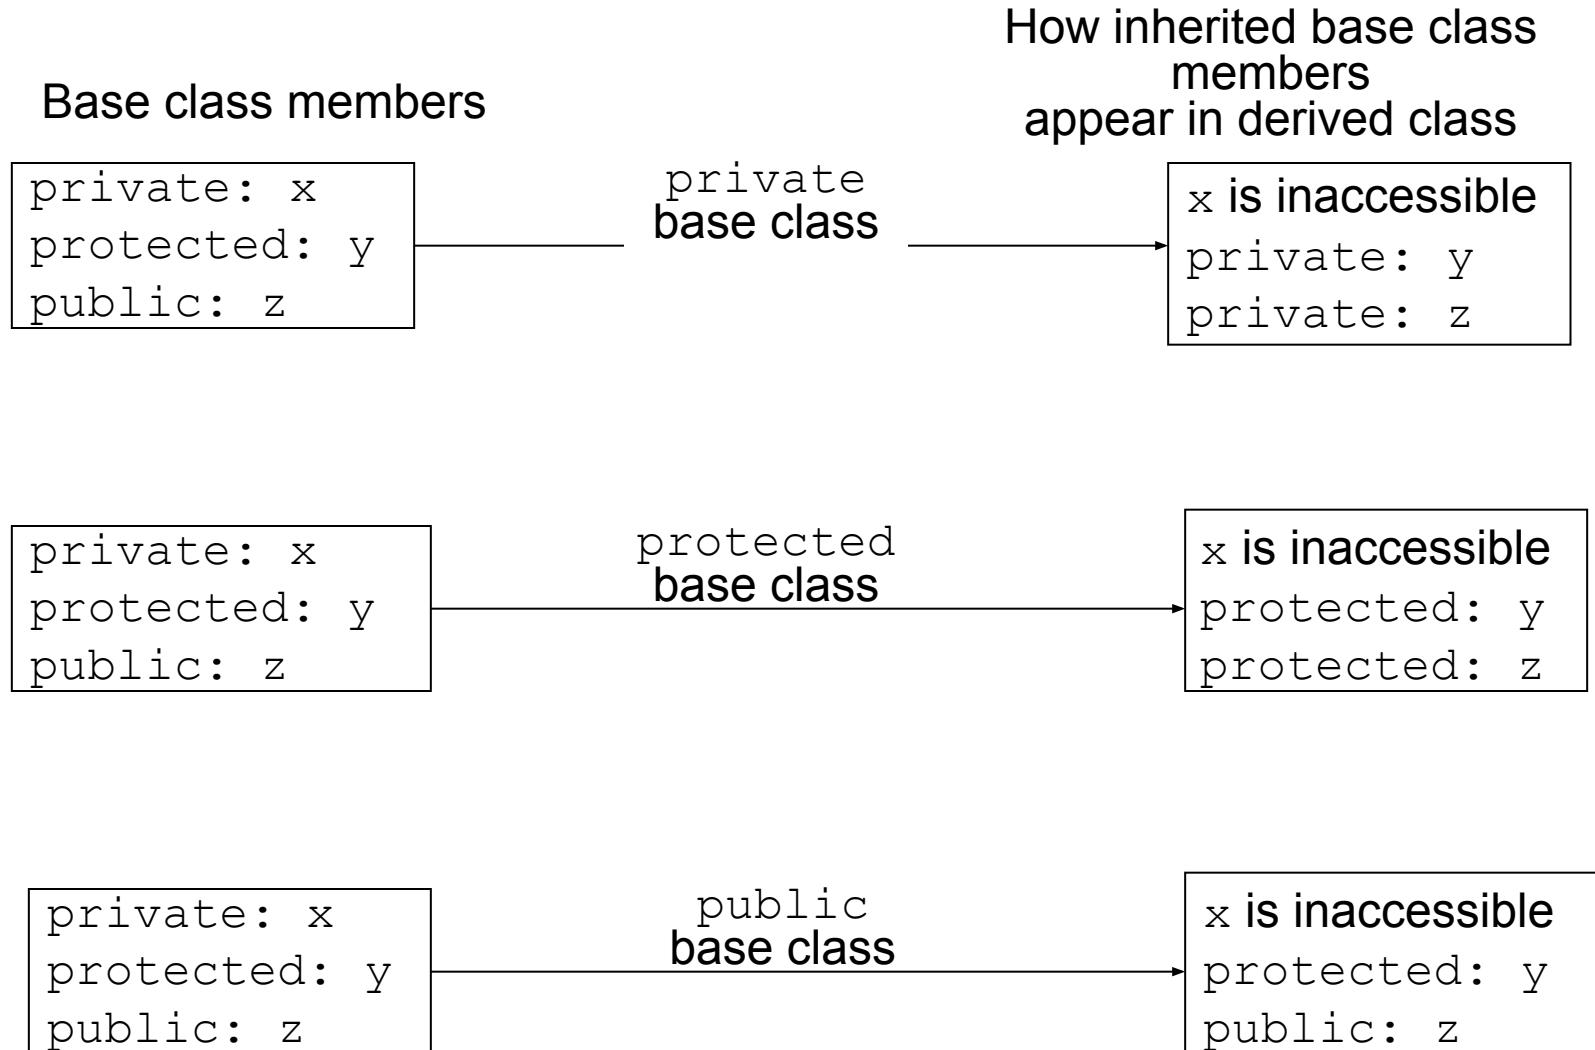 How inherited base class
members
appear in derived class
Base class members
private: x
protected: y
public: z
private
base class
x is inaccessible
private: y
private: z
private: x
protected: y
public: z
protected
base class
x is inaccessible
protected: y
protected: z
private: x
protected: y
public: z
public
base class
x is inaccessible
protected: y
public: z